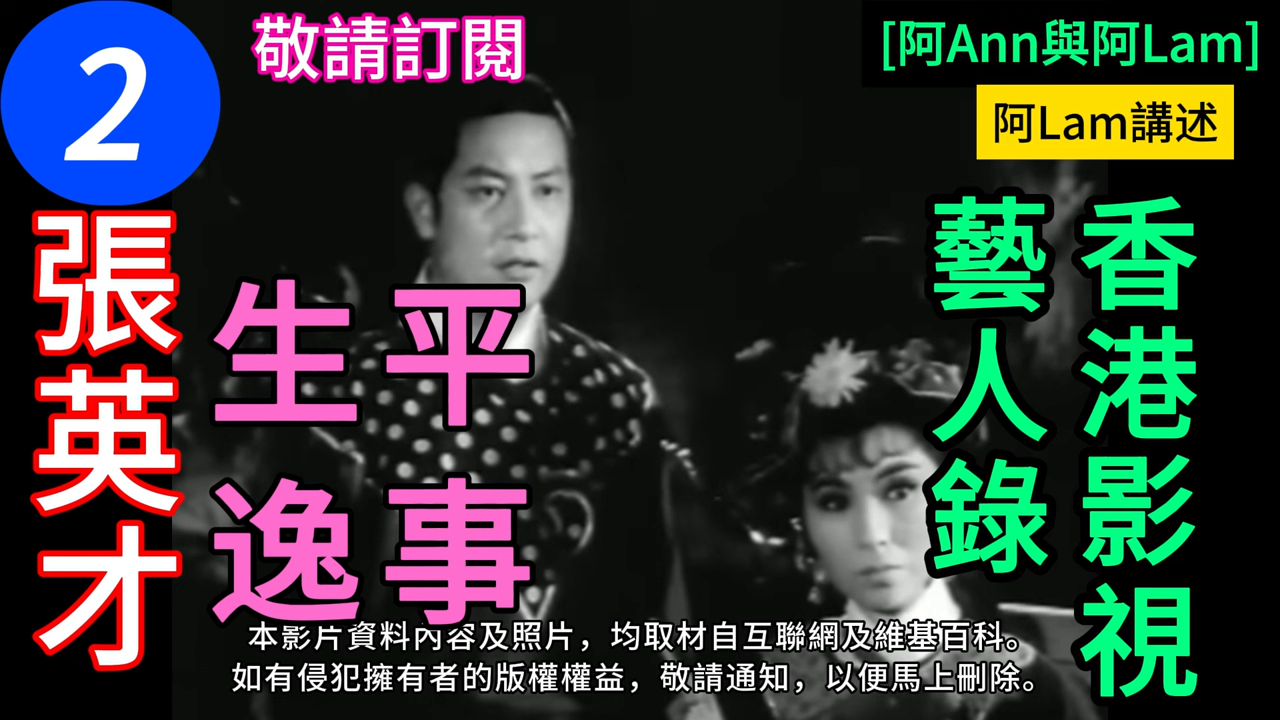 2
敬請訂閱
[阿Ann與阿Lam]
阿Lam講述
張英才
平事
生逸
香港影視
藝人錄
本影片資料內容及照片，均取材自互聯網及維基百科。
如有侵犯擁有者的版權權益，敬請通知，以便馬上刪除。